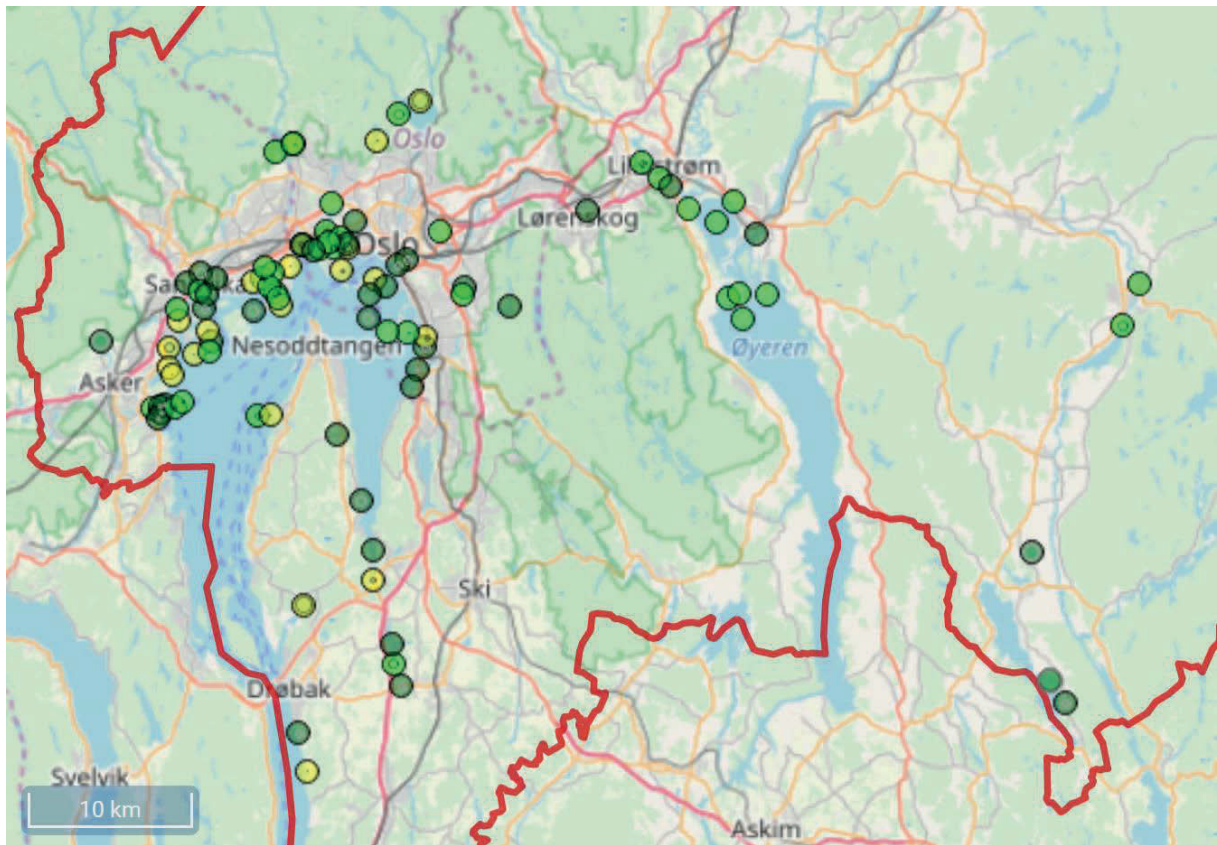 Oslo
Lørenskog
Oslo
Nesoddtangen
Øyeren
Asker
Ski
Drøbak
Svelvik
10 km
Askim